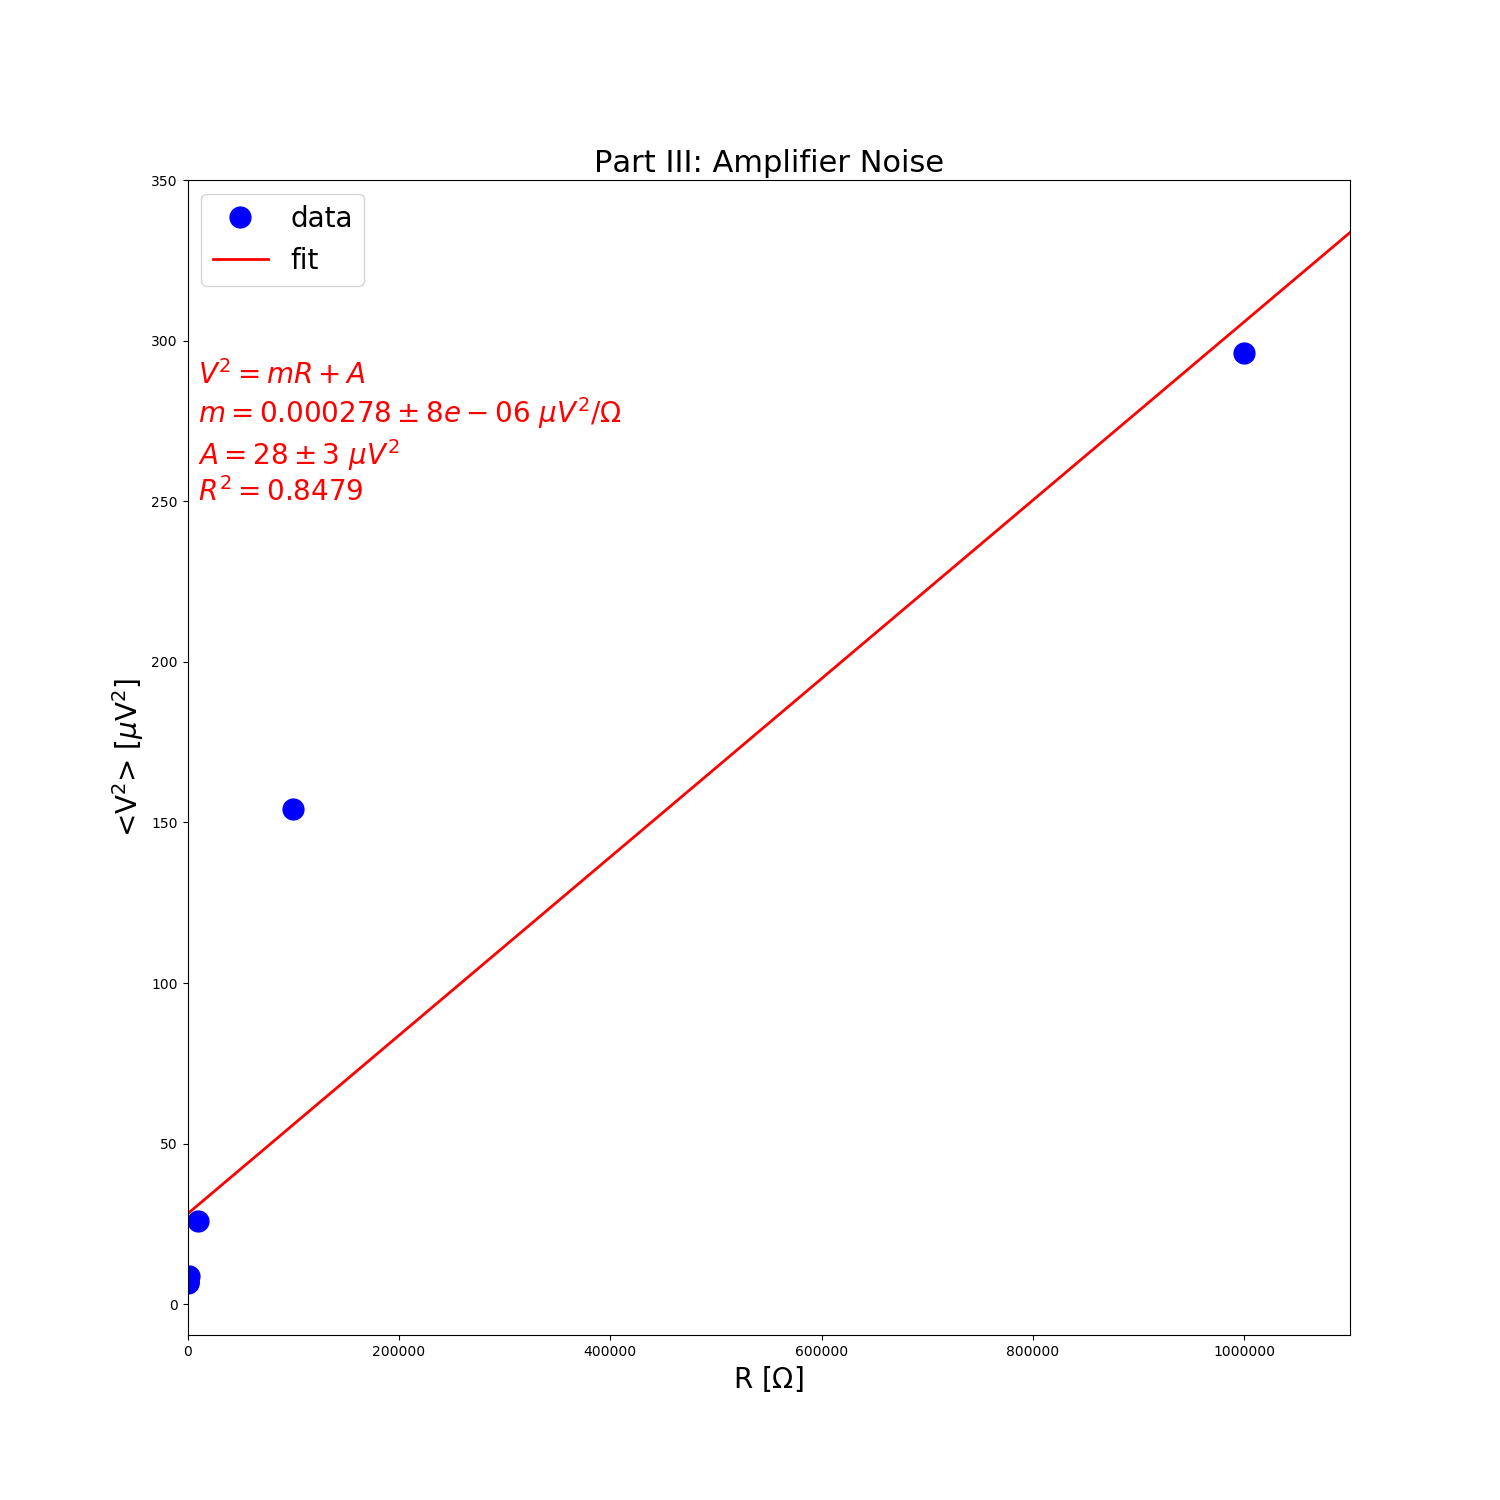 Part III: Amplifier Noise
350
300
250
200
150
100
50
0
<V² > [μV²]
data
fit
V² = mR + A
m = 0.000278 ± 8e − 06 μV²/Ω
A = 28 ± 3 μV²
R² = 0.8479
0 200000 400000 600000 800000 1000000
R [Ω]